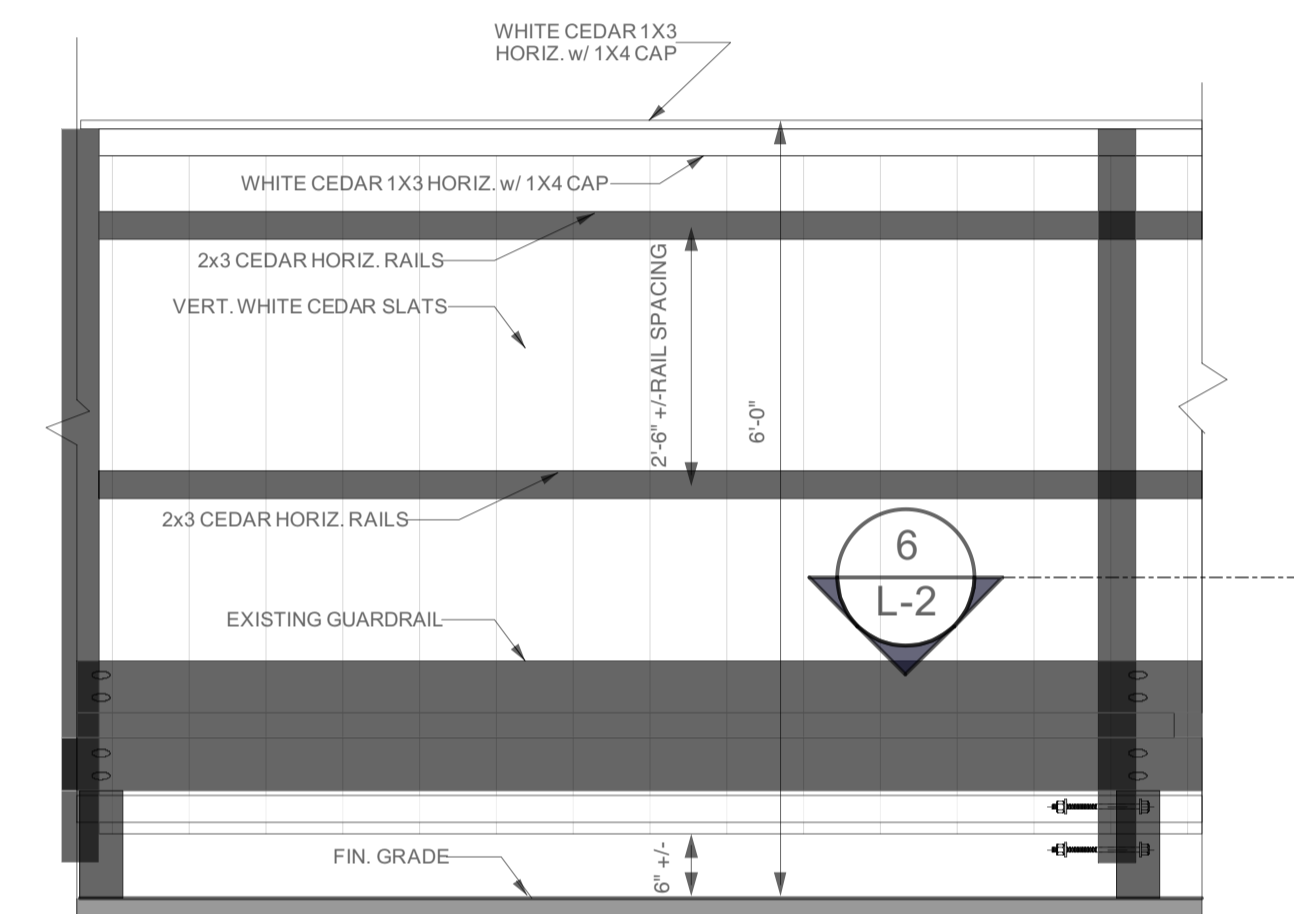 WHITE CEDAR 1X3
HORIZ. w/ 1X4 CAP
WHITE CEDAR 1X3 HORIZ. w/ 1X4 CAP
2x3 CEDAR HORIZ. RAILS
VERT. WHITE CEDAR SLATS
2'-6" +/-RAIL SPACING
6'-0"
2x3 CEDAR HORIZ. RAILS
6
L-2
EXISTING GUARDRAIL
FIN. GRADE
6" +/-